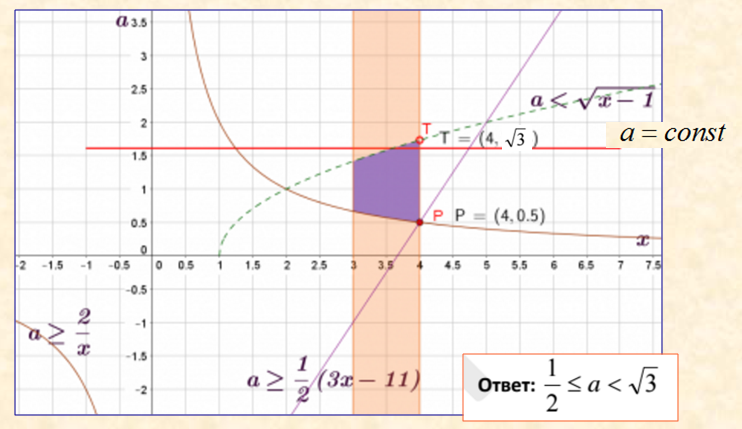 a 3.5
3
2.5
2
1.5
1
0.5
0
-0.5
-1
-1.5
-2
-2 -1.5 -1 -0.5 0 0.5 1 1.5 2 2.5 3 3.5 4 4.5 5 5.5 6 6.5 7 7.5
x
a < √(x − 1)
a = const
T
T = (4, √3 )
P P = (4, 0.5)
a ≥ 2/x
a ≥ 1/2 (3x − 11)
Ответ: 1/2 ≤ a < √3